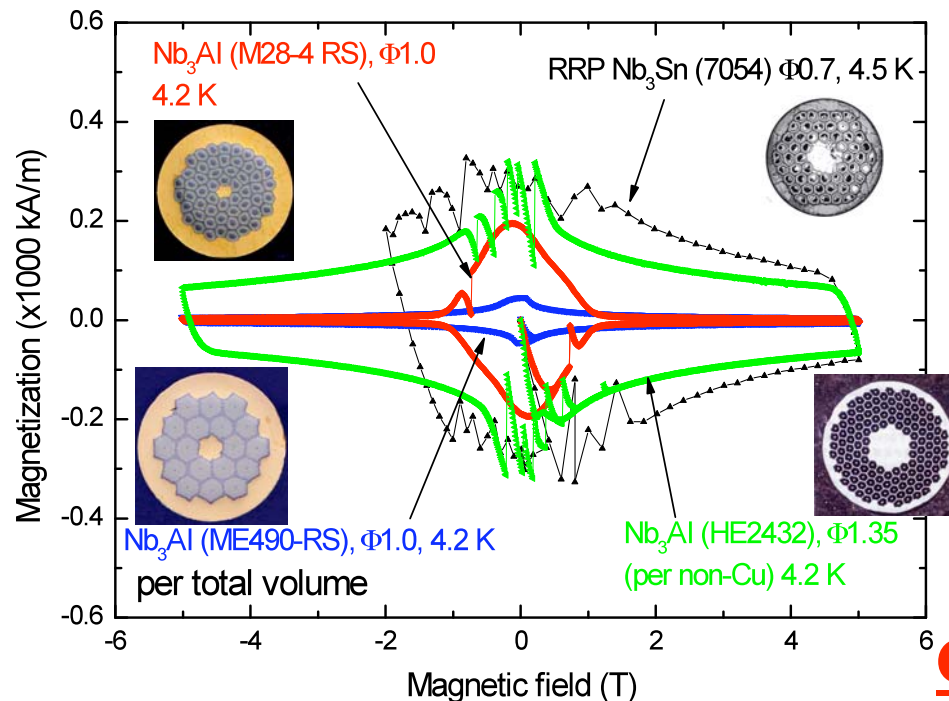 Nb₃Al (M28-4 RS), Φ1.0
4.2 K
RRP Nb₃Sn (7054) Φ0.7, 4.5 K
Nb₃Al (ME490-RS), Φ1.0, 4.2 K
per total volume
Nb₃Al (HE2432), Φ1.35
(per non-Cu) 4.2 K
Magnetization (x1000 kA/m)
0.6
0.4
0.2
0.0
-0.2
-0.4
-0.6
-6 -4 -2 0 2 4 6
Magnetic field (T)